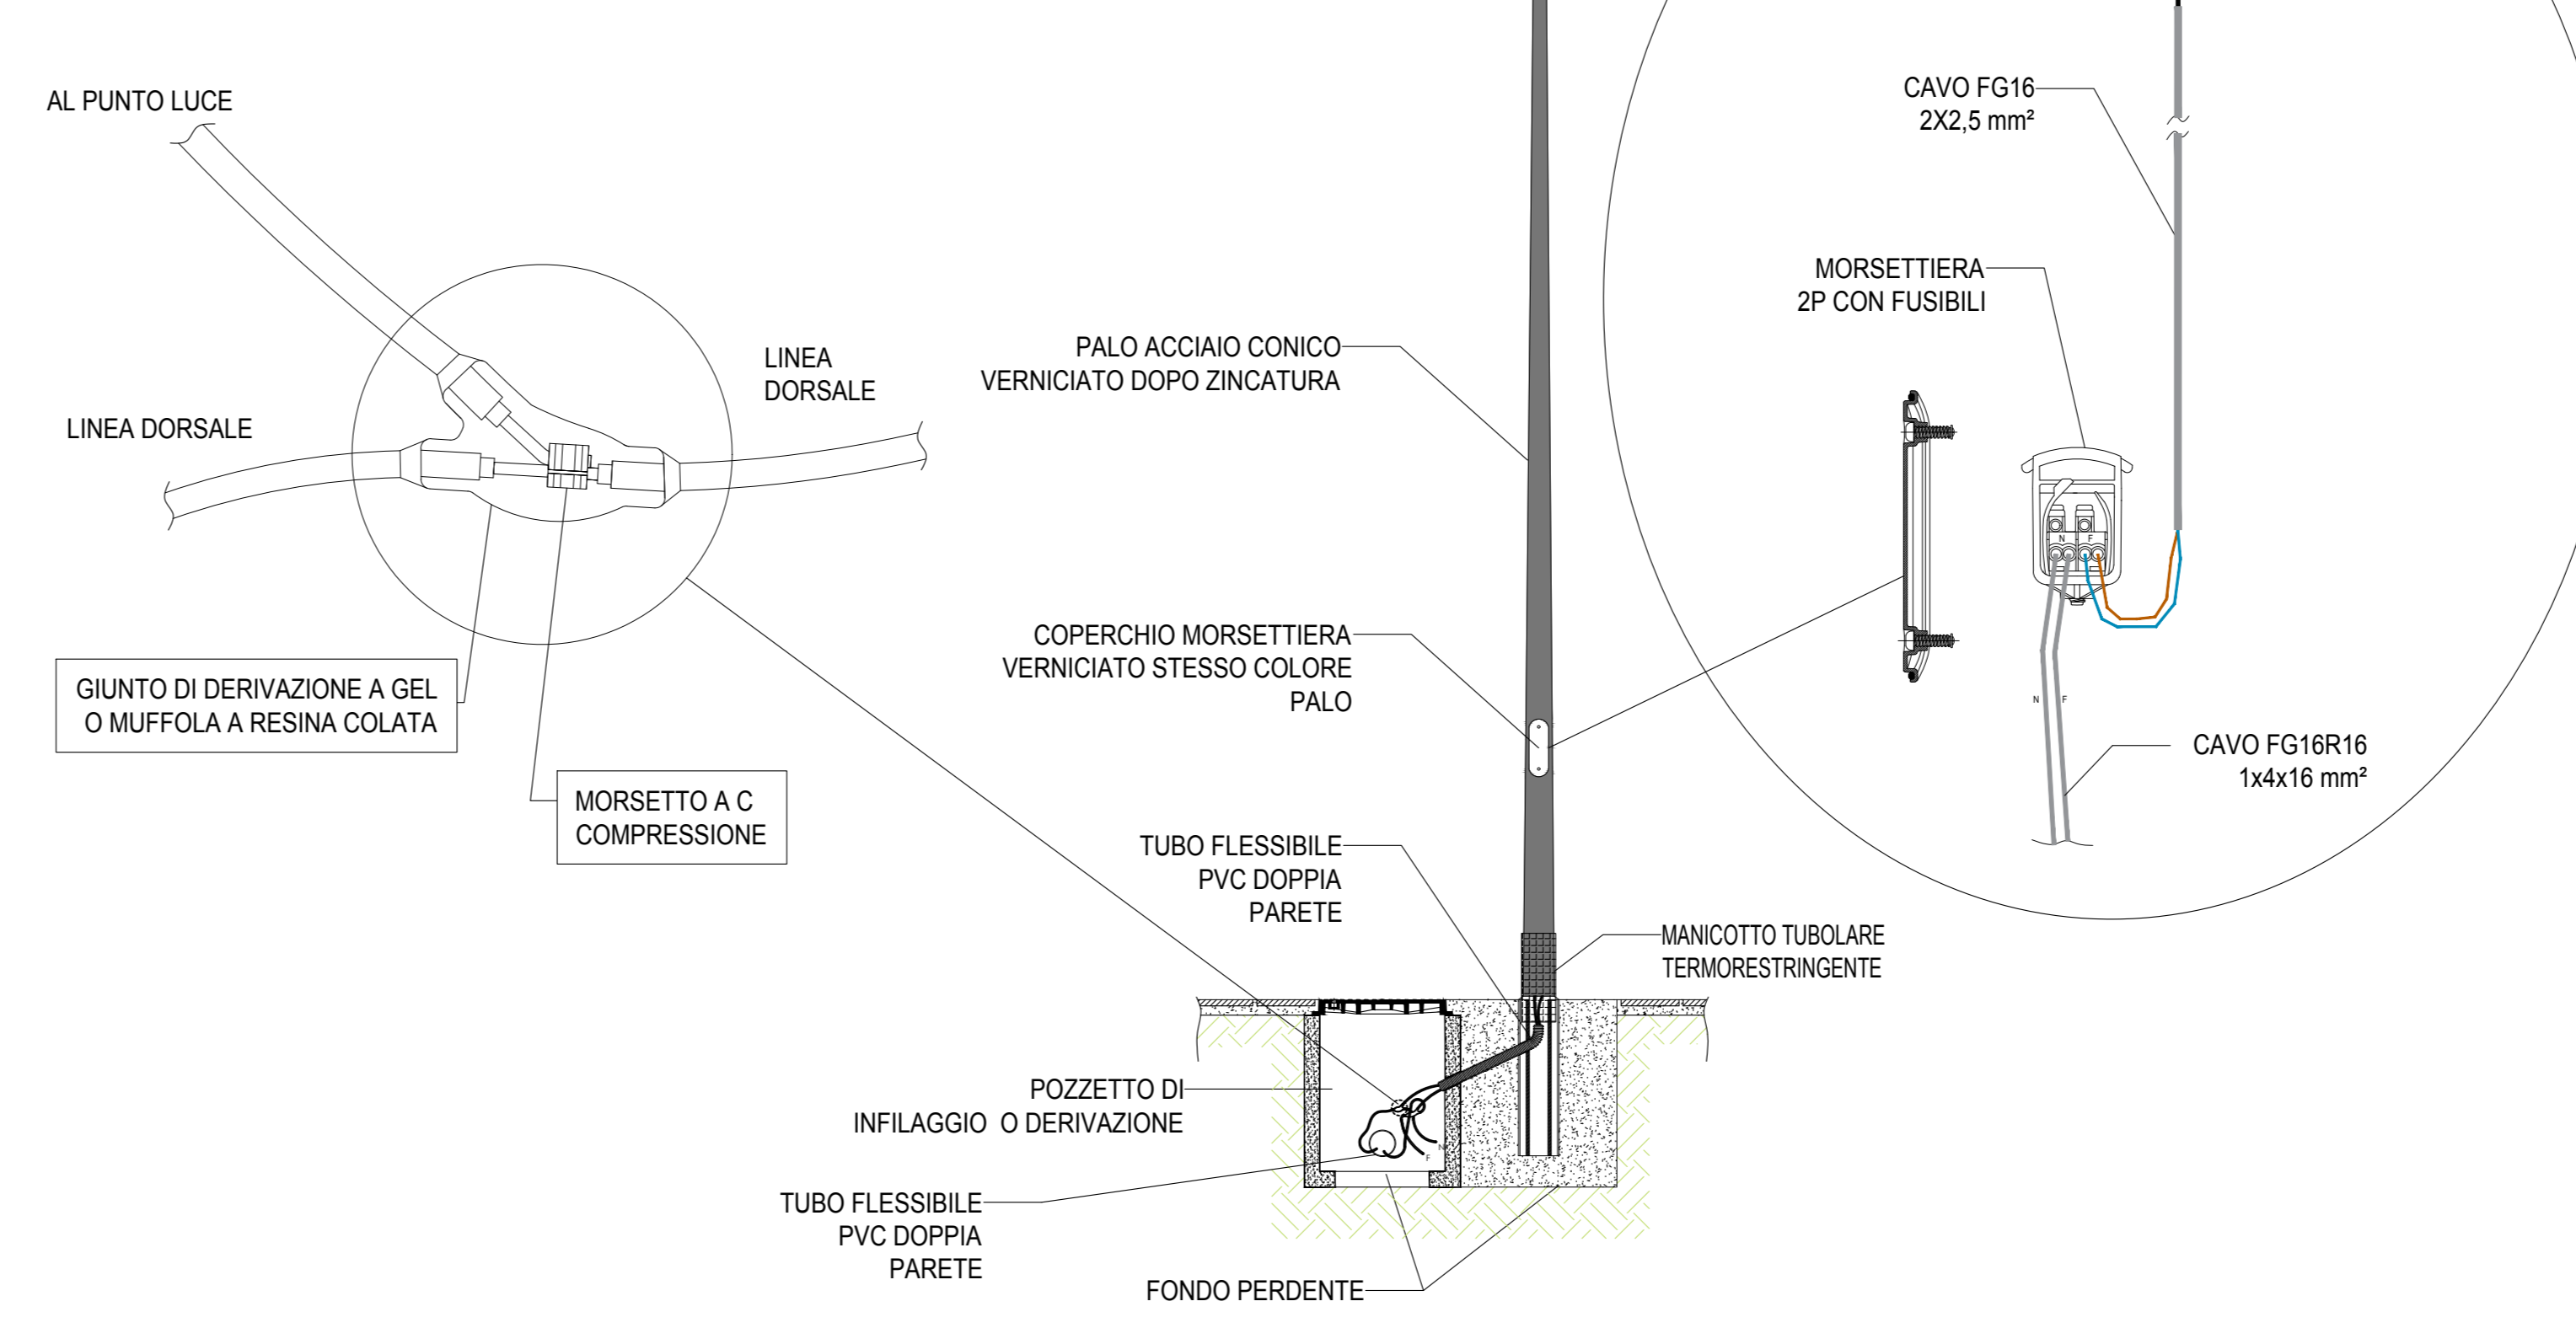 AL PUNTO LUCE
LINEA DORSALE
LINEA
DORSALE
GIUNTO DI DERIVAZIONE A GEL
O MUFFOLA A RESINA COLATA
MORSETTO A C
COMPRESSIONE
PALO ACCIAIO CONICO
VERNICIATO DOPO ZINCATURA
COPERCHIO MORSETTIERA
VERNICIATO STESSO COLORE
PALO
TUBO FLESSIBILE
PVC DOPPIA
PARETE
MANICOTTO TUBOLARE
TERMORESTRINGENTE
POZZETTO DI
INFILAGGIO O DERIVAZIONE
N
F
TUBO FLESSIBILE
PVC DOPPIA
PARETE
FONDO PERDENTE
CAVO FG16
2X2,5 mm²
MORSETTIERA
2P CON FUSIBILI
N F
N F
CAVO FG16R16
1x4x16 mm²